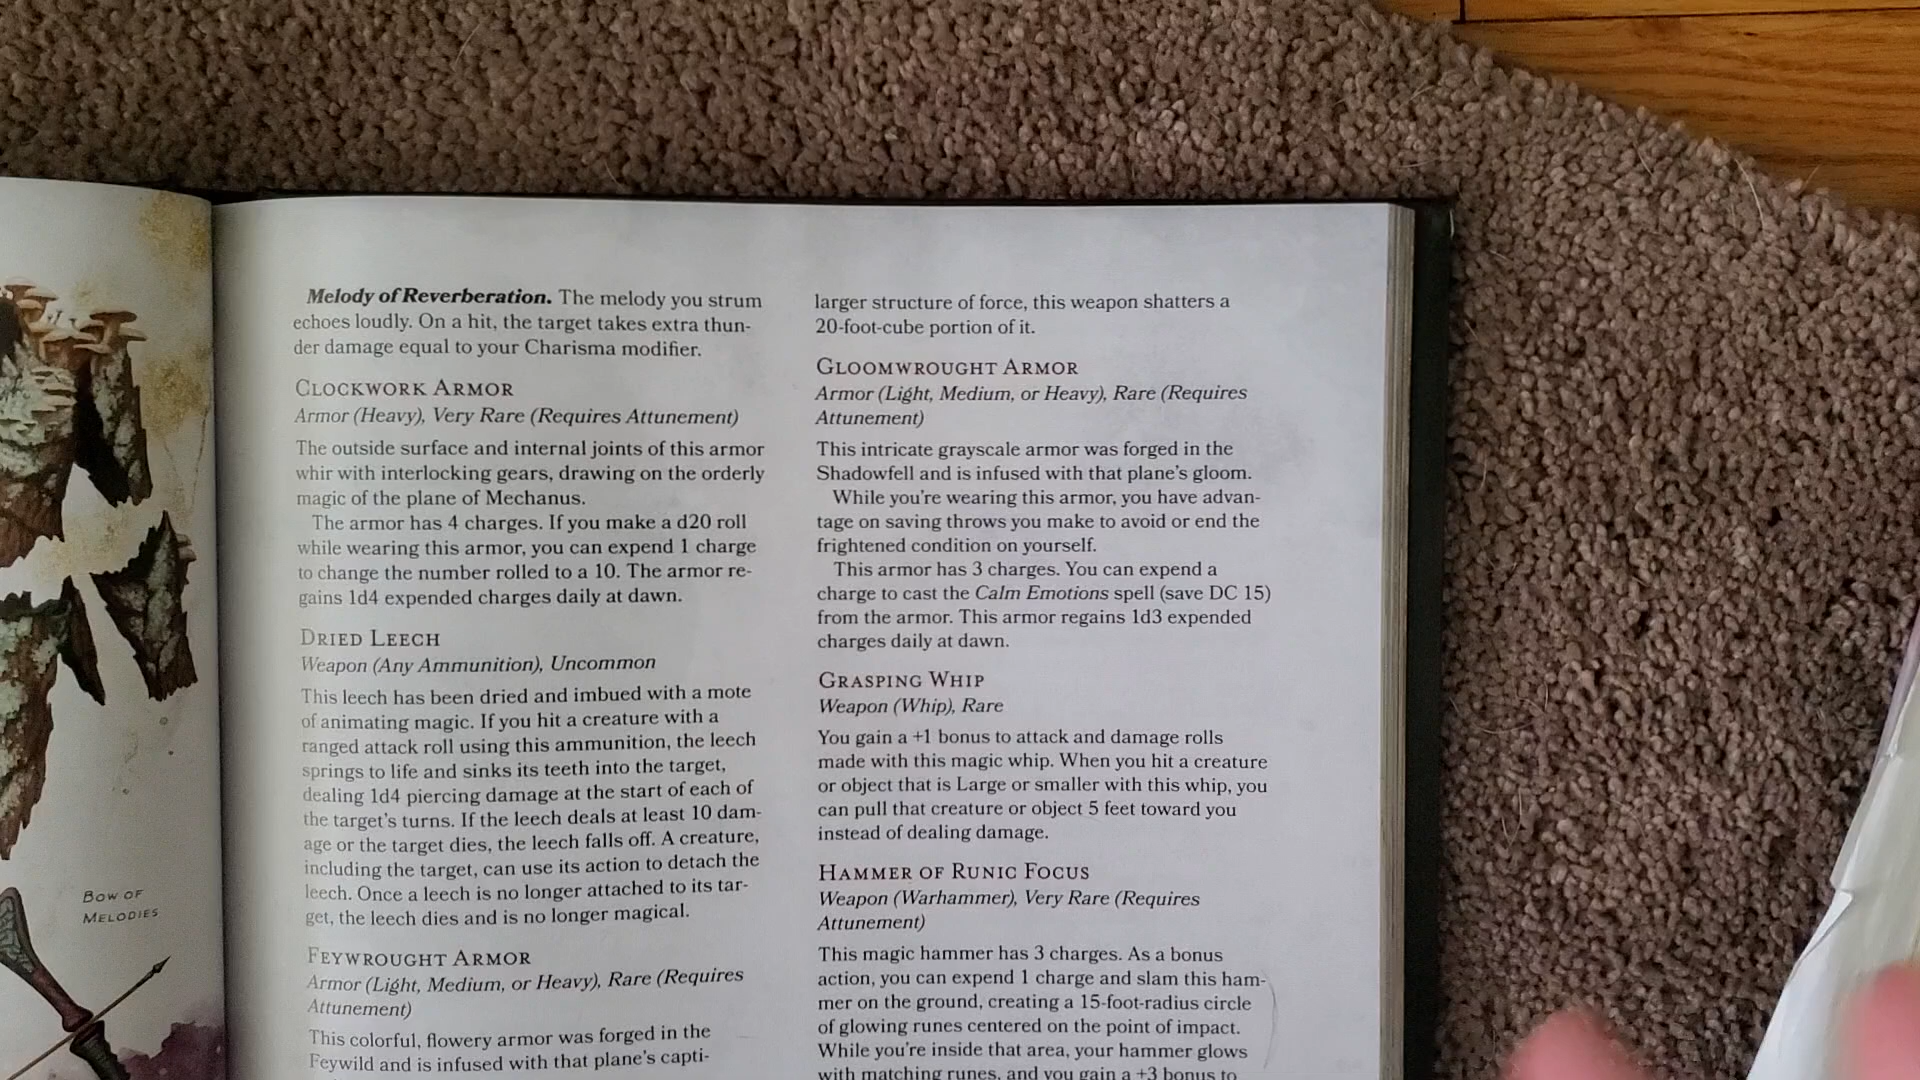 BOW OF
MELODIES
Melody of Reverberation. The melody you strum
echoes loudly. On a hit, the target takes extra thun-
der damage equal to your Charisma modifier.
CLOCKWORK ARMOR
Armor (Heavy), Very Rare (Requires Attunement)
The outside surface and internal joints of this armor
whir with interlocking gears, drawing on the orderly
magic of the plane of Mechanus.
The armor has 4 charges. If you make a d20 roll
while wearing this armor, you can expend 1 charge
to change the number rolled to a 10. The armor re-
gains 1d4 expended charges daily at dawn.
DRIED LEECH
Weapon (Any Ammunition), Uncommon
This leech has been dried and imbued with a mote
of animating magic. If you hit a creature with a
ranged attack roll using this ammunition, the leech
springs to life and sinks its teeth into the target,
dealing 1d4 piercing damage at the start of each of
the target's turns. If the leech deals at least 10 dam-
age or the target dies, the leech falls off. A creature,
including the target, can use its action to detach the
leech. Once a leech is no longer attached to its tar-
get, the leech dies and is no longer magical.
FEYWROUGHT ARMOR
Armor (Light, Medium, or Heavy), Rare (Requires
Attunement)
This colorful, flowery armor was forged in the
Feywild and is infused with that plane's capti-
larger structure of force, this weapon shatters a
20-foot-cube portion of it.
GLOOMWROUGHT ARMOR
Armor (Light, Medium, or Heavy), Rare (Requires
Attunement)
This intricate grayscale armor was forged in the
Shadowfell and is infused with that plane's gloom.
While you're wearing this armor, you have advan-
tage on saving throws you make to avoid or end the
frightened condition on yourself.
This armor has 3 charges. You can expend a
charge to cast the Calm Emotions spell (save DC 15)
from the armor. This armor regains 1d3 expended
charges daily at dawn.
GRASPING WHIP
Weapon (Whip), Rare
You gain a +1 bonus to attack and damage rolls
made with this magic whip. When you hit a creature
or object that is Large or smaller with this whip, you
can pull that creature or object 5 feet toward you
instead of dealing damage.
HAMMER OF RUNIC FOCUS
Weapon (Warhammer), Very Rare (Requires
Attunement)
This magic hammer has 3 charges. As a bonus
action, you can expend 1 charge and slam this ham-
mer on the ground, creating a 15-foot-radius circle
of glowing runes centered on the point of impact.
While you're inside that area, your hammer glows
with matching runes, and you gain a +3 bonus to